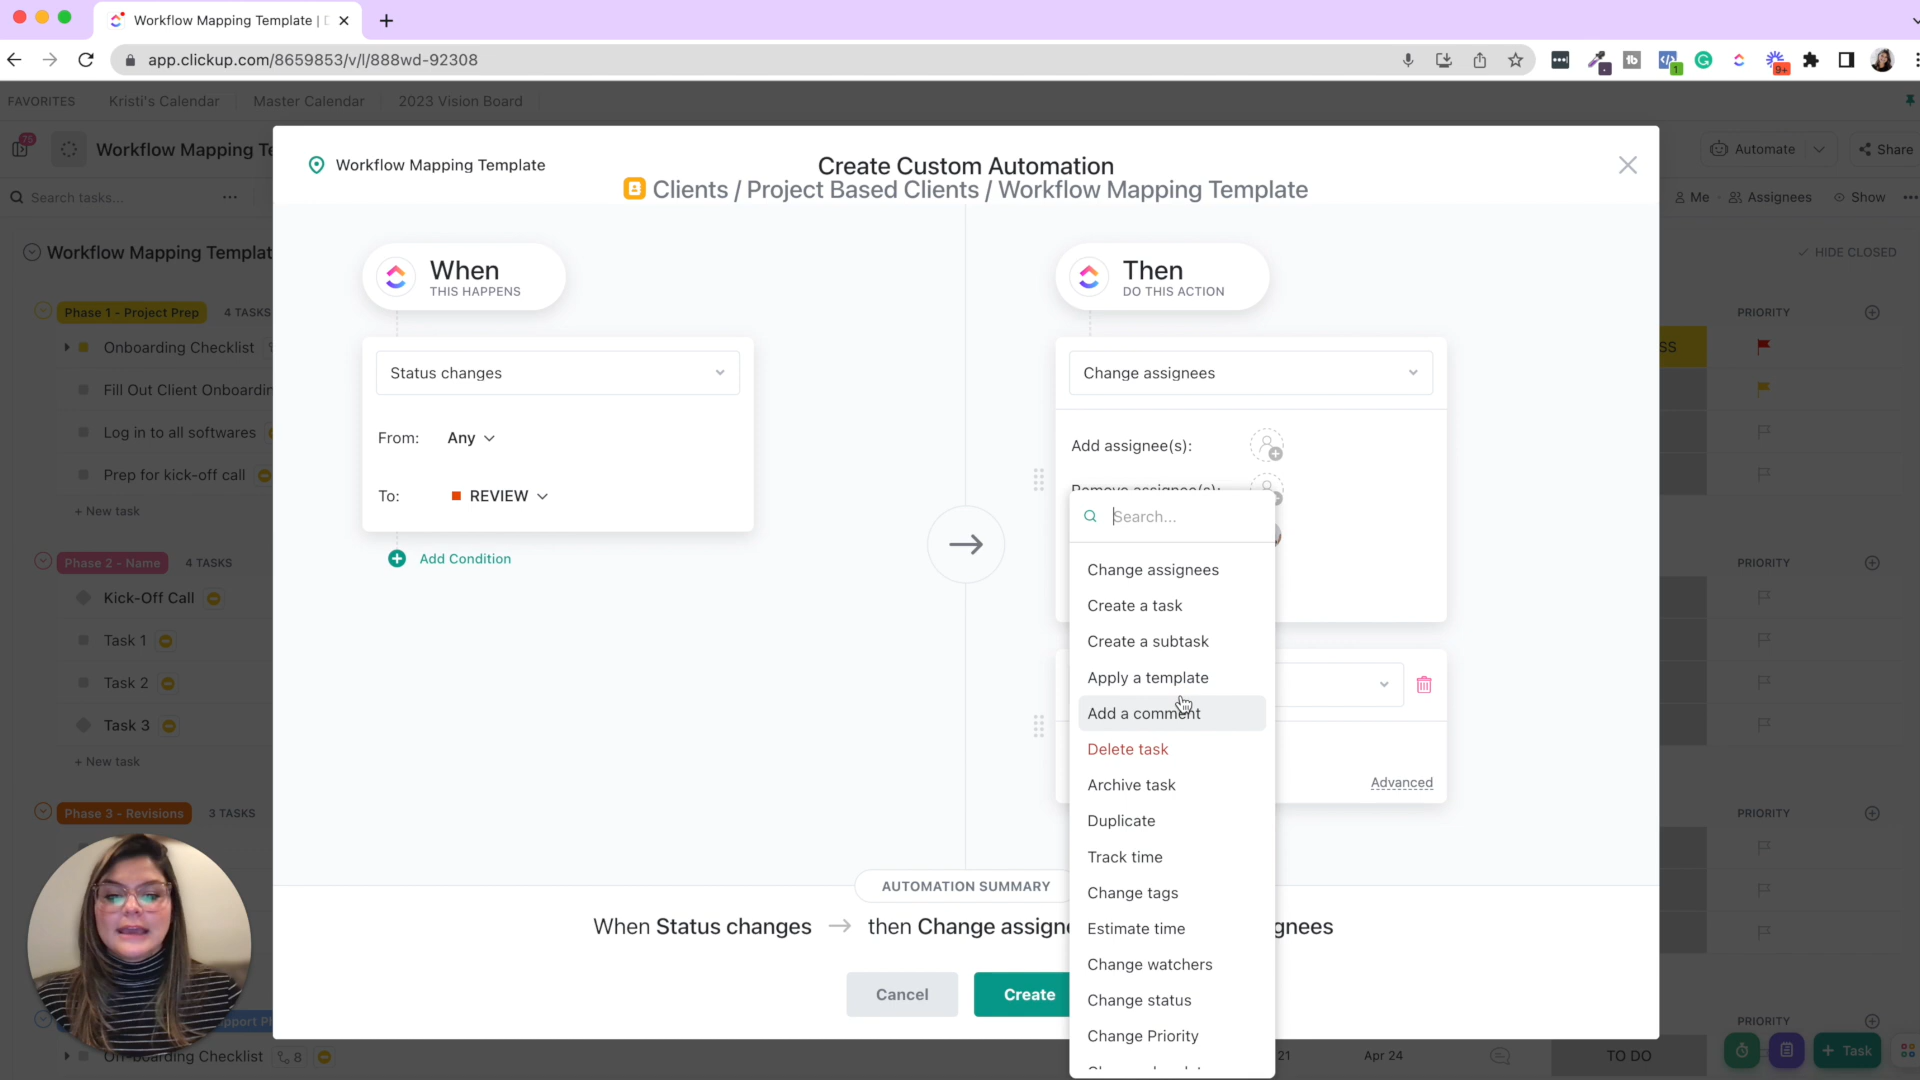 Workflow Mapping Template | D
app.clickup.com/8659853/v/l/888wd-92308
1
9+
FAVORITES
Kristi's Calendar
Master Calendar
2023 Vision Board
75
Workflow Mapping Te
Automate
Share
Search tasks...
Me
Assignees
Show
Workflow Mapping Templat
HIDE CLOSED
Phase 1 - Project Prep
4 TASKS
PRIORITY
Onboarding Checklist
SS
Fill Out Client Onboardin
Log in to all softwares
Prep for kick-off call
+ New task
Phase 2 - Name
4 TASKS
PRIORITY
Kick-Off Call
Task 1
Task 2
Task 3
+ New task
Phase 3 - Revisions
3 TASKS
PRIORITY
pport Ph
PRIORITY
Off-boarding Checklist
8
21
Apr 24
TO DO
+ Task
Workflow Mapping Template
Create Custom Automation
Clients / Project Based Clients / Workflow Mapping Template
When
THIS HAPPENS
Status changes
From:
Any
To:
REVIEW
Add Condition
Then
DO THIS ACTION
Change assignees
Add assignee(s):
Remove assignee(s):
Search...
Change assignees
Create a task
Create a subtask
Apply a template
Add a comment
Delete task
Archive task
Duplicate
Track time
Change tags
Estimate time
Change watchers
Change status
Change Priority
Advanced
AUTOMATION SUMMARY
When Status changes → then Change assign gnees
Cancel
Create